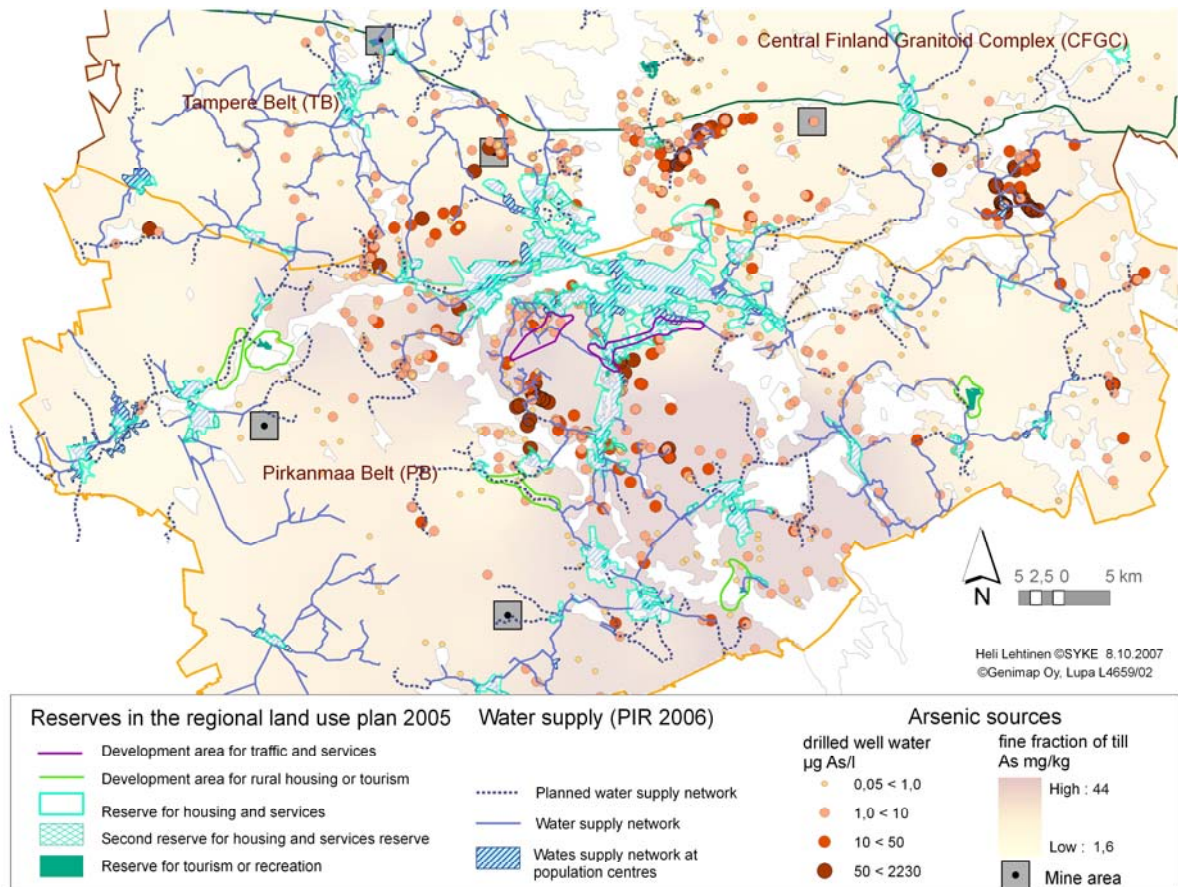 Central Finland Granitoid Complex (CFGC)
Tampere Belt (TB)
Pirkanmaa Belt (PB)
N
5 2,5 0 5 km
Heli Lehtinen ©SYKE 8.10.2007
©Genimap Oy, Lupa L4659/02
Reserves in the regional land use plan 2005
Development area for traffic and services
Development area for rural housing or tourism
Reserve for housing and services
Second reserve for housing and services reserve
Reserve for tourism or recreation
Water supply (PIR 2006)
Planned water supply network
Water supply network
Wates supply network at
population centres
Arsenic sources
drilled well water
µg As/l
0,05 < 1,0
1,0 < 10
10 < 50
50 < 2230
fine fraction of till
As mg/kg
High : 44
Low : 1,6
Mine area